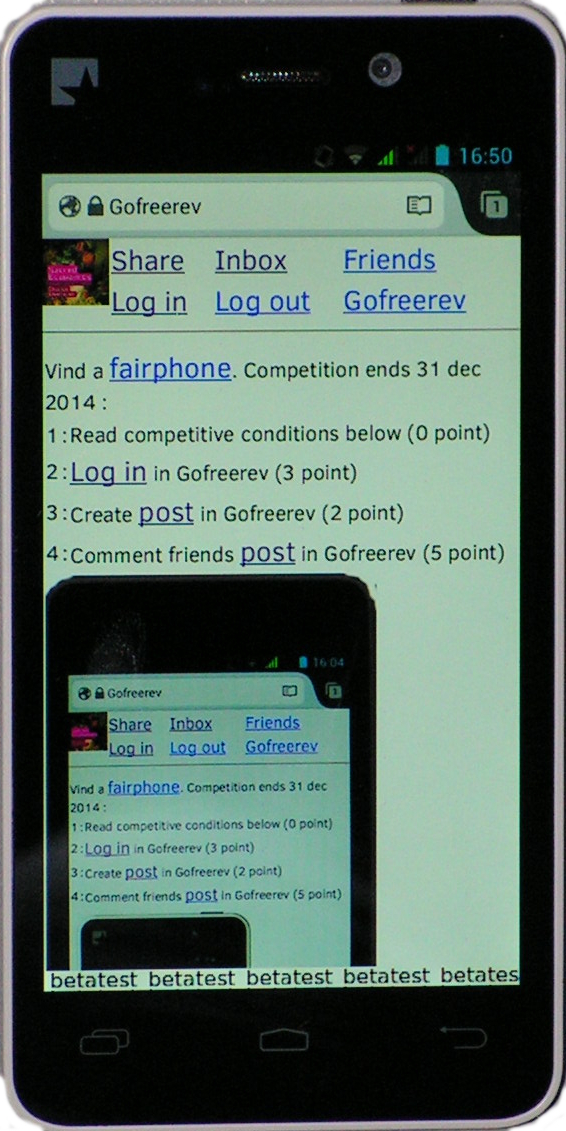 16:50
Gofreerev
1
Share Inbox Friends
Log in Log out Gofreerev
Vind a fairphone. Competition ends 31 dec
2014 :
1 :Read competitive conditions below (0 point)
2 :Log in in Gofreerev (3 point)
3 :Create post in Gofreerev (2 point)
4 :Comment friends post in Gofreerev (5 point)
16:04
Gofreerev
1
Share Inbox Friends
Log in Log out Gofreerev
Vind a fairphone. Competition ends 31 dec
2014 :
1 :Read competitive conditions below (0 point)
2 :Log in in Gofreerev (3 point)
3 :Create post in Gofreerev (2 point)
4 :Comment friends post in Gofreerev (5 point)
betatest betatest betatest betatest betates